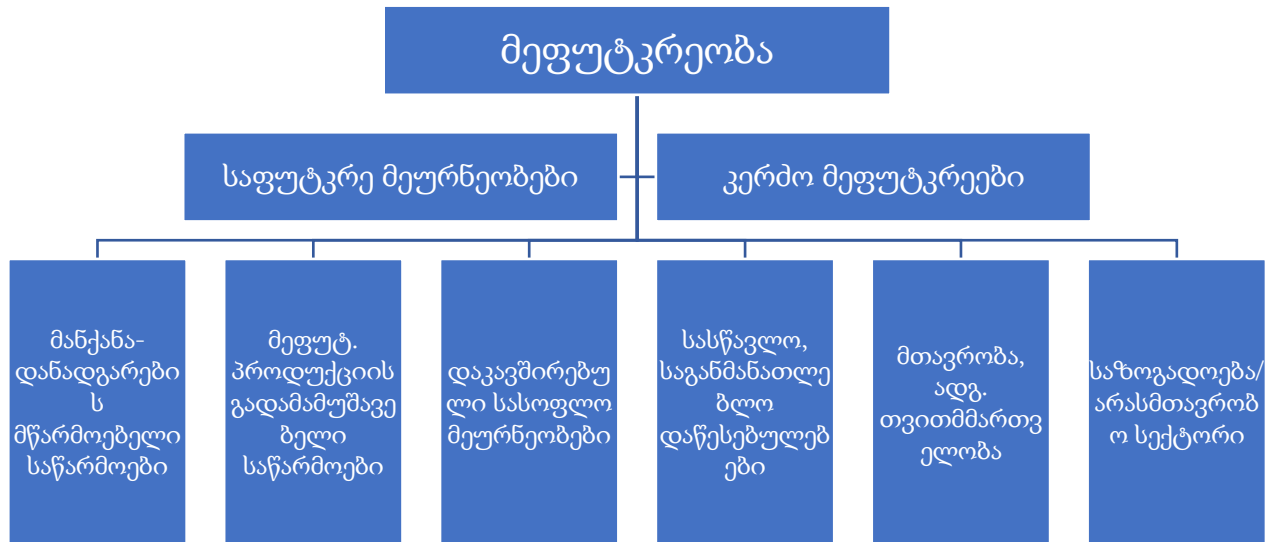 მეფუტკრეობა
საფუტკრე მეურნეობები
კერძო მეფუტკრეები
მანქანა-
დანადგარები
ს
მწარმოებელი
საწარმოები
მეფუტ.
პროდუქციის
გადამამუშავე
ბელი
საწარმოები
დაკავშირებუ
ლი სასოფლო
მეურნეობები
სასწავლო,
საგანმანათლე
ბლო
დაწესებულებ
ები
მთავრობა,
ადგ.
თვითმმართვ
ელობა
საზოგადოება/
არასმთავრობ
ო სექტორი